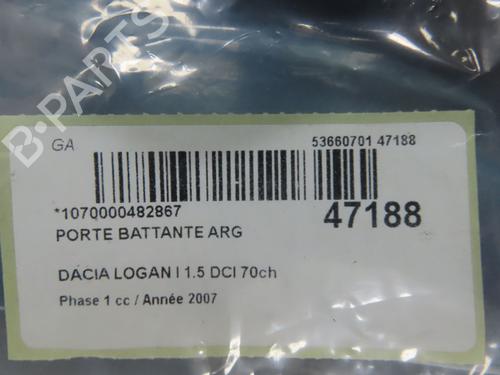 B-PARTS
GA
53660701 47188
*1070000482867
47188
PORTE BATTANTE ARG
DACIA LOGAN I 1.5 DCI 70ch
Phase 1 cc / Année 2007